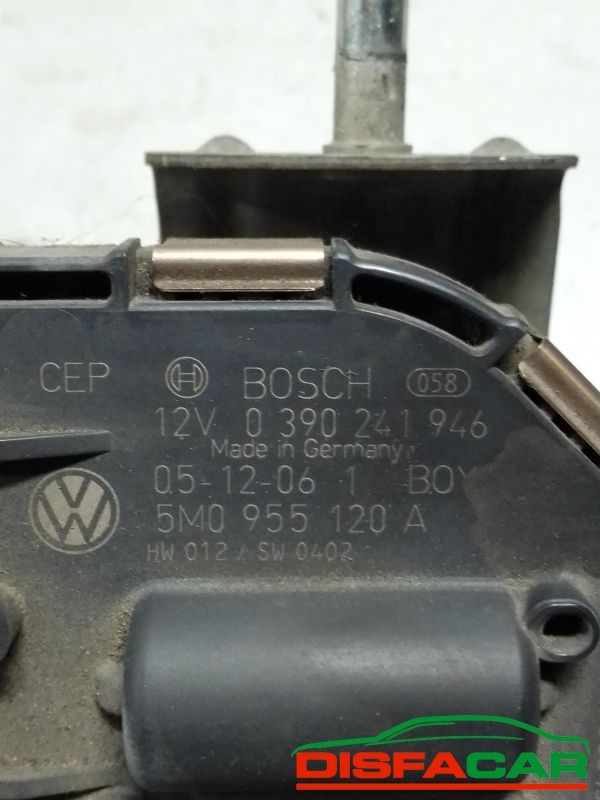 CEP BOSCH 058
12V 0 390 241 946
Made in Germany
05-12-06 1 BOY
5M0 955 120 A
HW 012 / SW 0402
DISFACAR